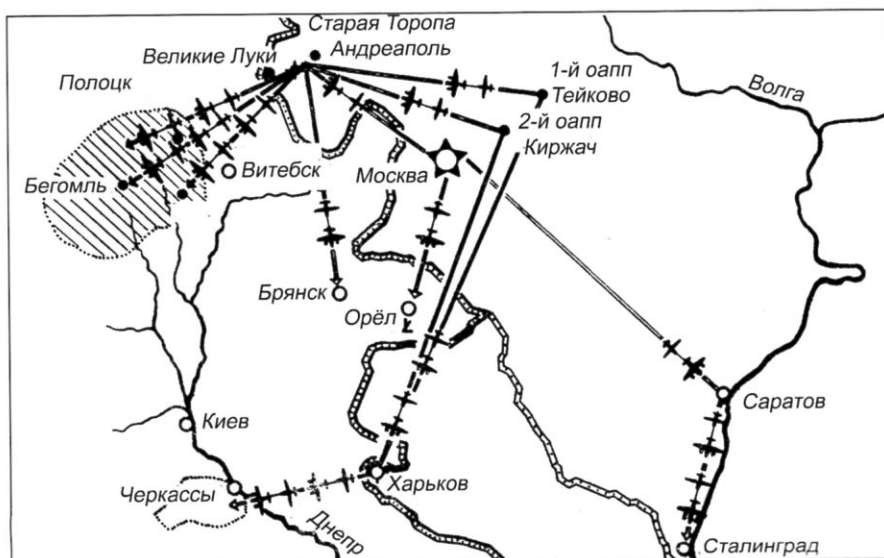 Старая Торопа
Андреаполь
Великие Луки
Полоцк
1-й оапп
Тейково
2-й оапп
Киржач
Волга
Витебск
Москва
Бегомль
Брянск
Орёл
Саратов
Киев
Харьков
Черкассы
Днепр
Сталинград